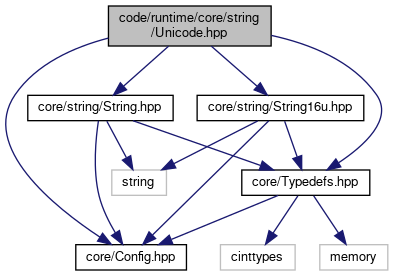 code/runtime/core/string
/Unicode.hpp
core/string/String.hpp
core/string/String16u.hpp
string
core/Typedefs.hpp
core/Config.hpp
cinttypes
memory